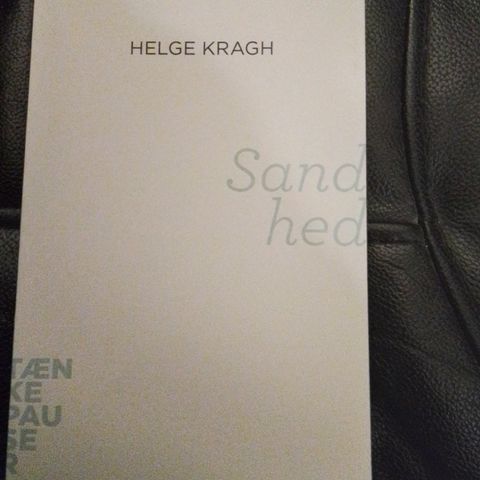 HELGE KRAGH
Sand
hed
TÆN
KE
PAU
SE
R